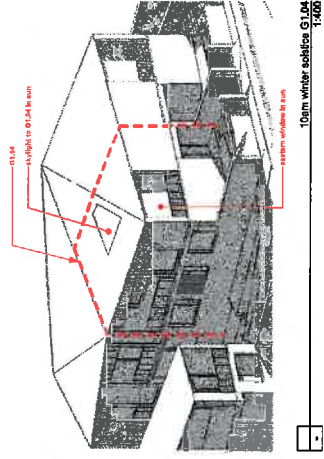 G1.04
skylight to G1.04 in sun
eastern window in sun
10am winter solstice G1.04
1:400